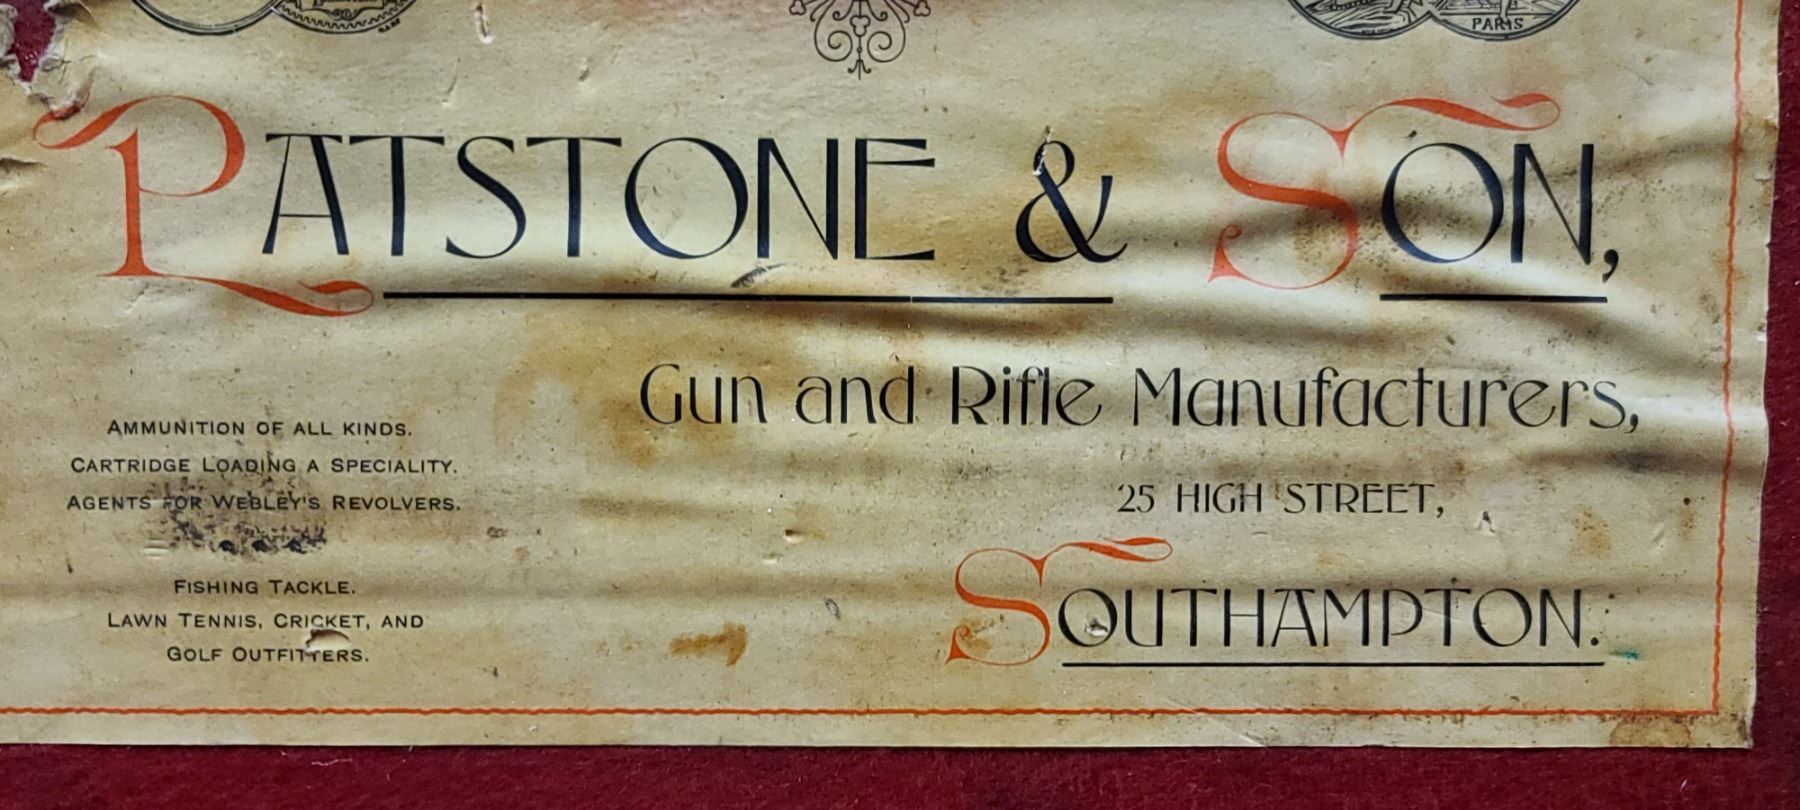 PARIS
PATSTONE & SON,
Gun and Rifle Manufacturers,
25 HIGH STREET,
SOUTHAMPTON.
AMMUNITION OF ALL KINDS.
CARTRIDGE LOADING A SPECIALITY.
AGENTS FOR WEBLEY'S REVOLVERS.
FISHING TACKLE.
LAWN TENNIS, CRICKET, AND
GOLF OUTFITTERS.